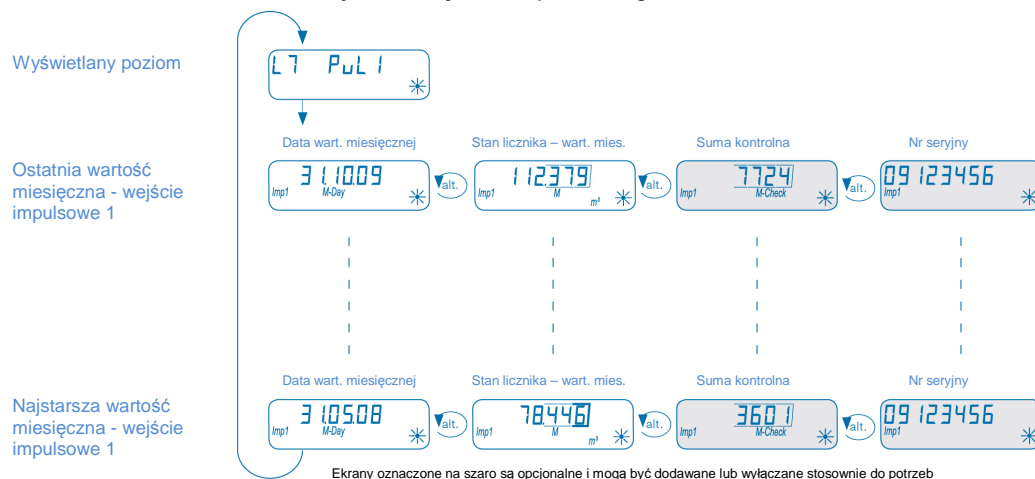 Wyświetlany poziom
L7 PuL1
Data wart. miesięcznej Stan licznika – wart. mies. Suma kontrolna Nr seryjny
Ostatnia wartość
miesięczna - wejście
impulsowe 1
31.10.09 Imp1 M-Day alt. 112.379 Imp1 M m³ alt. 7724 Imp1 M-Check alt. 09123456 Imp1
Data wart. miesięcznej Stan licznika – wart. mies. Suma kontrolna Nr seryjny
Najstarsza wartość
miesięczna - wejście
impulsowe 1
31.05.08 Imp1 M-Day alt. 78.446 Imp1 M m³ alt. 3601 Imp1 M-Check alt. 09123456 Imp1
Ekrany oznaczone na szaro są opcjonalne i mogą być dodawane lub wyłączane stosownie do potrzeb